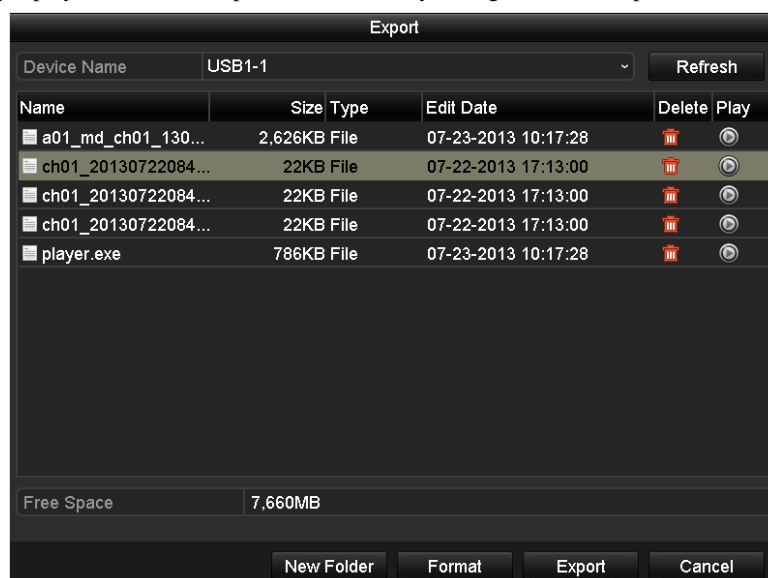 Export
Device Name USB1-1 Refresh
Name Size Type Edit Date Delete Play
a01_md_ch01_130... 2,626KB File 07-23-2013 10:17:28
ch01_20130722084... 22KB File 07-22-2013 17:13:00
ch01_20130722084... 22KB File 07-22-2013 17:13:00
ch01_20130722084... 22KB File 07-22-2013 17:13:00
player.exe 786KB File 07-23-2013 10:17:28
Free Space 7,660MB
New Folder Format Export Cancel